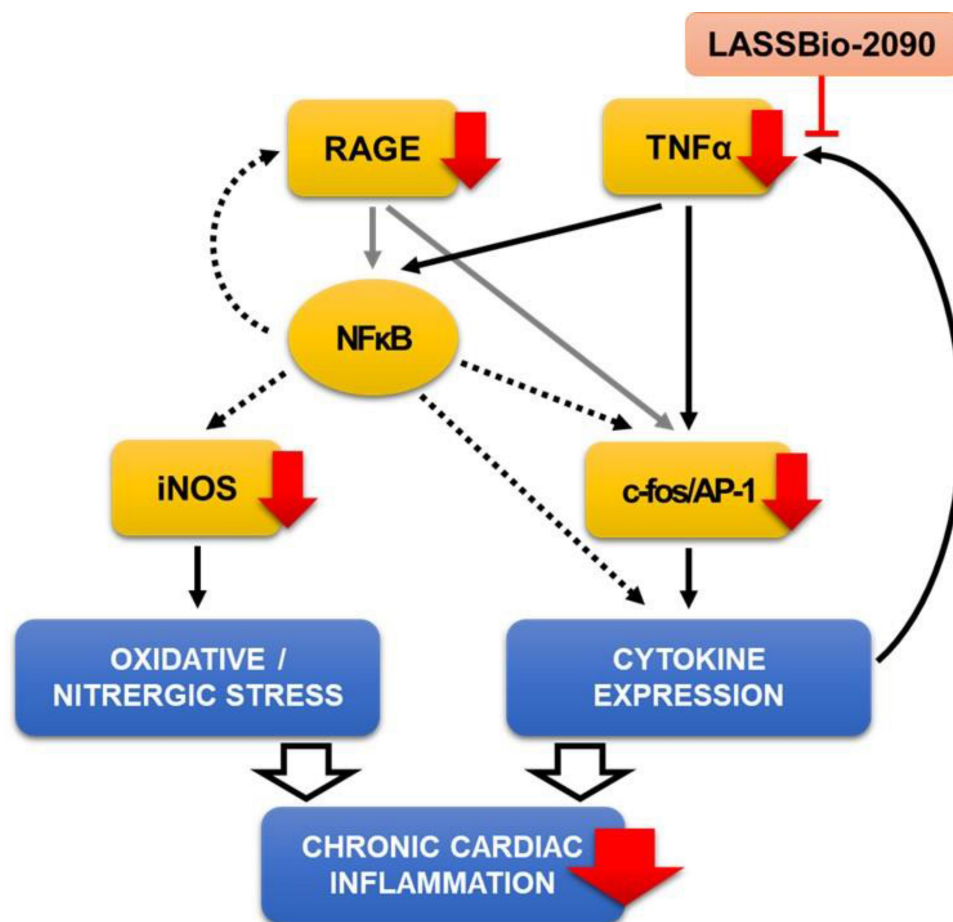 LASSBio-2090
RAGE
TNFα
NFκB
iNOS
c-fos/AP-1
OXIDATIVE /
NITRERGIC STRESS
CYTOKINE
EXPRESSION
CHRONIC CARDIAC
INFLAMMATION